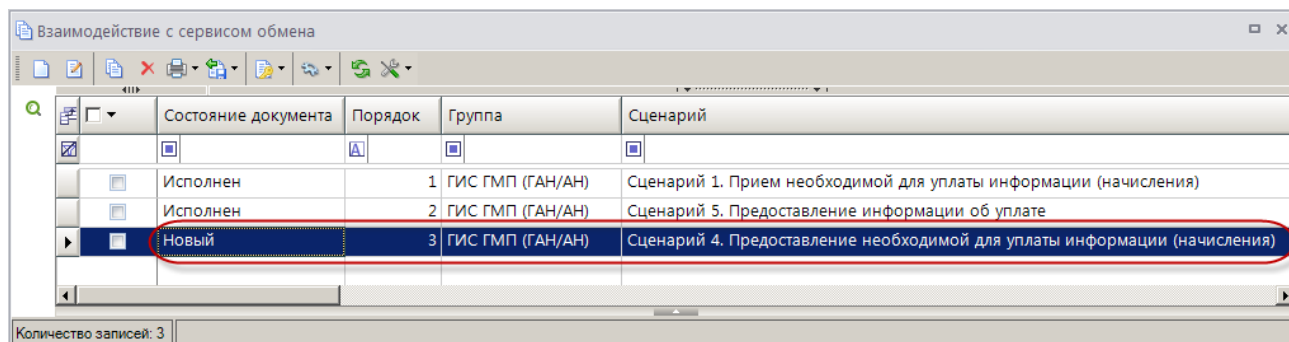 Взаимодействие с сервисом обмена
Состояние документа Порядок Группа Сценарий
Исполнен 1 ГИС ГМП (ГАН/АН) Сценарий 1. Прием необходимой для уплаты информации (начисления)
Исполнен 2 ГИС ГМП (ГАН/АН) Сценарий 5. Предоставление информации об уплате
Новый 3 ГИС ГМП (ГАН/АН) Сценарий 4. Предоставление необходимой для уплаты информации (начисления)
Количество записей: 3